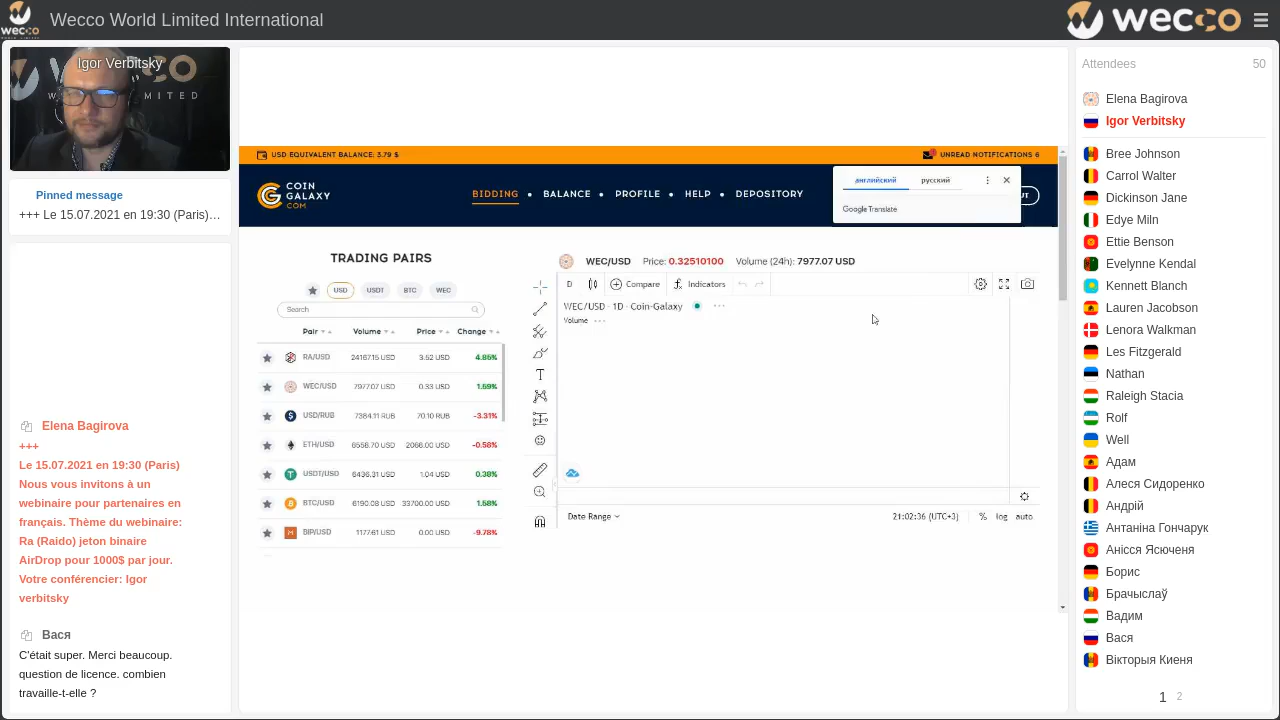 Wecco World Limited International
wecco
Igor Verbitsky
Pinned message
+++ Le 15.07.2021 en 19:30 (Paris)…
Elena Bagirova
+++
Le 15.07.2021 en 19:30 (Paris)
Nous vous invitons à un
webinaire pour partenaires en
français. Thème du webinaire:
Ra (Raido) jeton binaire
AirDrop pour 1000$ par jour.
Votre conférencier: Igor
verbitsky
Вася
C'était super. Merci beaucoup.
question de licence. combien
travaille-t-elle ?
USD EQUIVALENT BALANCE: 3.79 $
UNREAD NOTIFICATIONS 6
COIN
GALAXY
COM
BIDDING • BALANCE • PROFILE • HELP • DEPOSITORY
английский русский
Google Translate
TRADING PAIRS
USD USDT BTC WEC
Search
Pair Volume Price Change
RA/USD 24167.15 USD 3.52 USD 4.85%
WEC/USD 7977.07 USD 0.33 USD 1.59%
USD/RUB 7384.11 RUB 70.10 RUB -3.31%
ETH/USD 6558.70 USD 2066.00 USD -0.58%
USDT/USD 6436.31 USD 1.04 USD 0.38%
BTC/USD 6190.08 USD 33700.00 USD 1.58%
BIP/USD 1177.61 USD 0.00 USD -9.78%
WEC/USD Price: 0.32510100 Volume (24h): 7977.07 USD
D Compare Indicators
WEC/USD · 1D · Coin-Galaxy
Volume
Date Range
21:02:36 (UTC+3) % log auto
Attendees 50
Elena Bagirova
Igor Verbitsky
Bree Johnson
Carrol Walter
Dickinson Jane
Edye Miln
Ettie Benson
Evelynne Kendal
Kennett Blanch
Lauren Jacobson
Lenora Walkman
Les Fitzgerald
Nathan
Raleigh Stacia
Rolf
Well
Адам
Алеся Сидоренко
Андрій
Антаніна Гончарук
Анісся Ясюченя
Борис
Брачыслаў
Вадим
Вася
Вікторыя Киеня
1 2